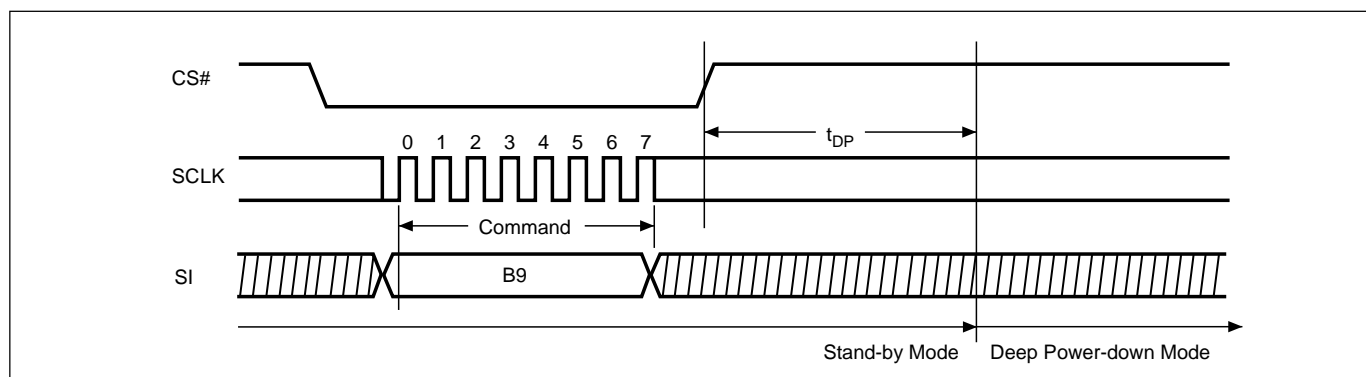 CS#
tDP
0 1 2 3 4 5 6 7
SCLK
Command
SI
B9
Stand-by Mode
Deep Power-down Mode